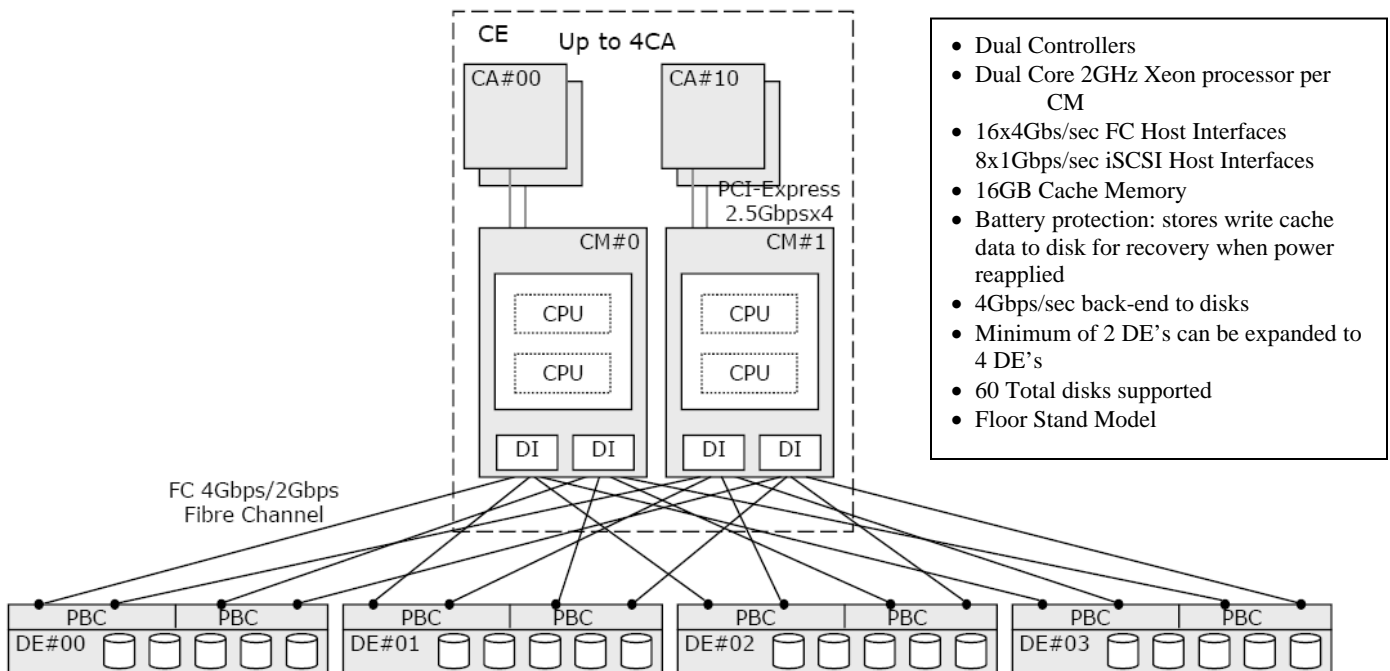 CE
Up to 4CA
CA#00
CA#10
PCI-Express
2.5Gbpsx4
CM#0
CM#1
CPU
CPU
CPU
CPU
DI
DI
DI
DI
FC 4Gbps/2Gbps
Fibre Channel
PBC
PBC
PBC
PBC
PBC
PBC
PBC
PBC
DE#00
DE#01
DE#02
DE#03
• Dual Controllers
• Dual Core 2GHz Xeon processor per
CM
• 16x4Gbs/sec FC Host Interfaces
8x1Gbps/sec iSCSI Host Interfaces
• 16GB Cache Memory
• Battery protection: stores write cache
data to disk for recovery when power
reapplied
• 4Gbps/sec back-end to disks
• Minimum of 2 DE’s can be expanded to
4 DE’s
• 60 Total disks supported
• Floor Stand Model